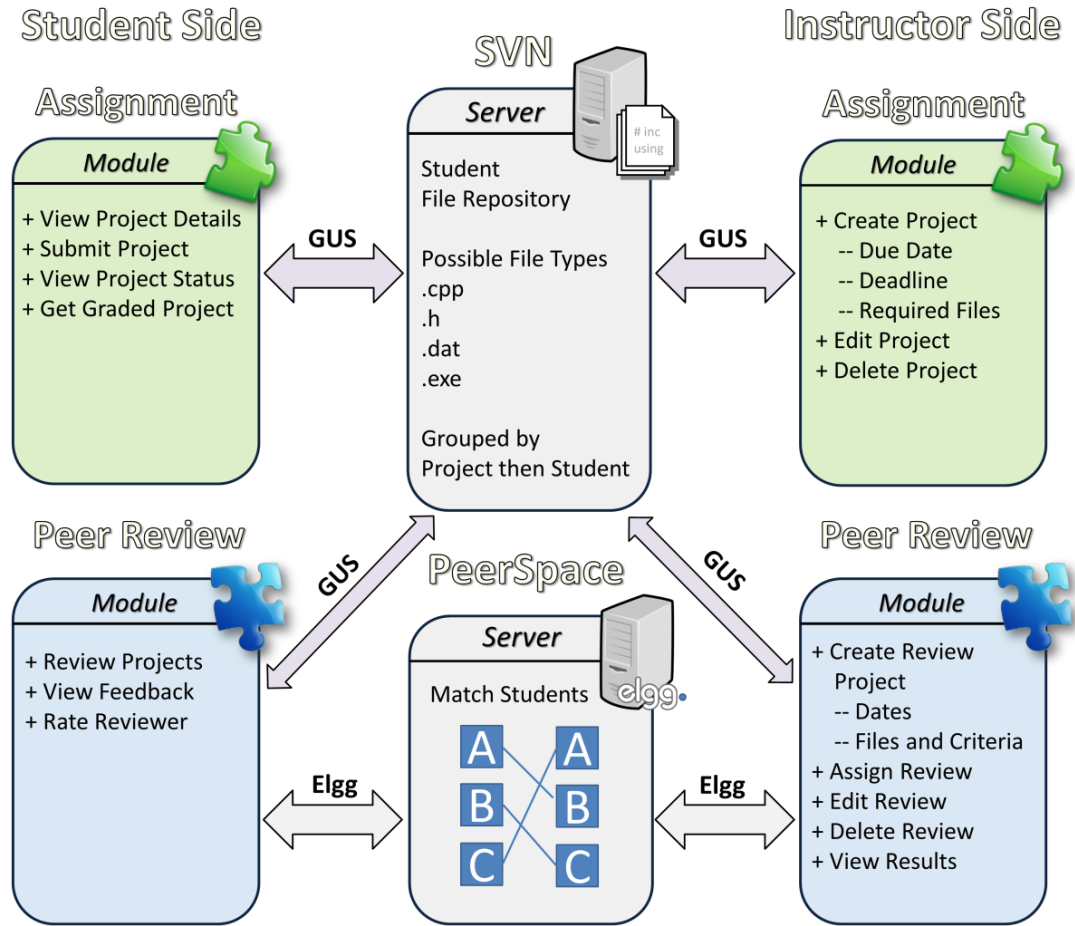 Student Side
Assignment
Module
+ View Project Details
+ Submit Project
+ View Project Status
+ Get Graded Project
GUS
SVN
Server
# inc
using
Student
File Repository
Possible File Types
.cpp
.h
.dat
.exe
Grouped by
Project then Student
GUS
Instructor Side
Assignment
Module
+ Create Project
-- Due Date
-- Deadline
-- Required Files
+ Edit Project
+ Delete Project
Peer Review
Module
+ Review Projects
+ View Feedback
+ Rate Reviewer
GUS
Elgg
PeerSpace
Server
elgg.
Match Students
A A
B B
C C
GUS
Elgg
Peer Review
Module
+ Create Review
Project
-- Dates
-- Files and Criteria
+ Assign Review
+ Edit Review
+ Delete Review
+ View Results